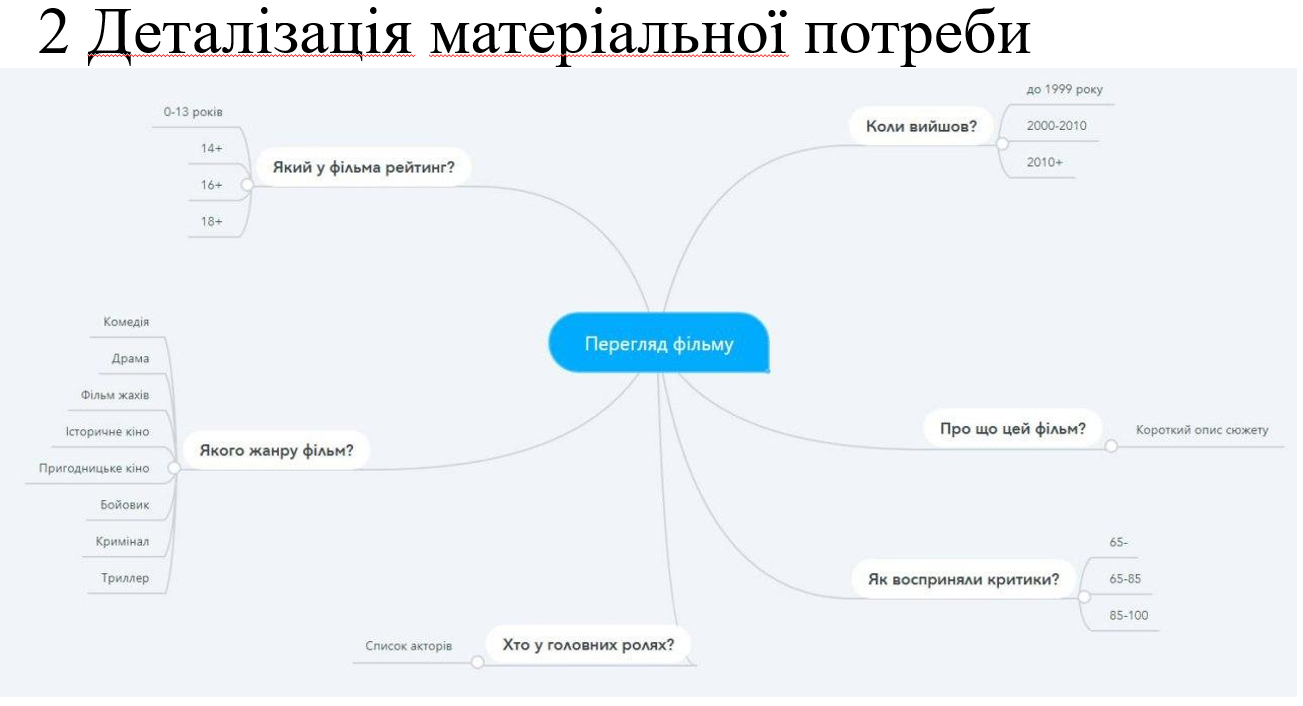 2 Деталізація матеріальної потреби
0-13 років
14+
16+
18+
Який у фільма рейтинг?
Коли вийшов?
до 1999 року
2000-2010
2010+
Перегляд фільму
Комедія
Драма
Фільм жахів
Історичне кіно
Пригодницьке кіно
Бойовик
Кримінал
Триллер
Якого жанру фільм?
Про що цей фільм?
Короткий опис сюжету
Як восприняли критики?
65-
65-85
85-100
Список акторів
Хто у головних ролях?